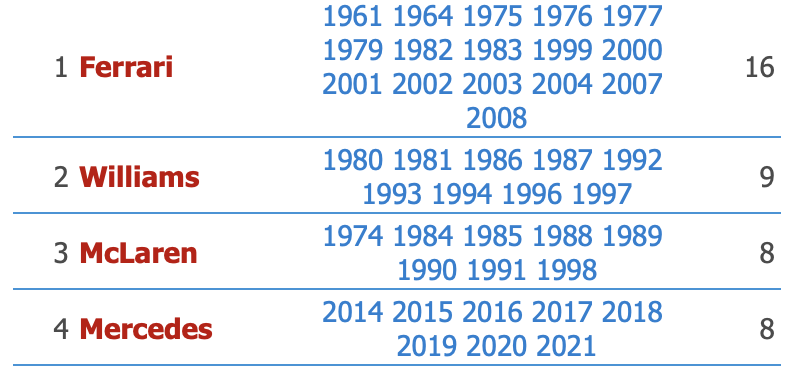 1961 1964 1975 1976 1977
1 Ferrari 1979 1982 1983 1999 2000 16
2001 2002 2003 2004 2007
2008
1980 1981 1986 1987 1992
2 Williams 9
1993 1994 1996 1997
1974 1984 1985 1988 1989
3 McLaren 8
1990 1991 1998
2014 2015 2016 2017 2018
4 Mercedes 8
2019 2020 2021